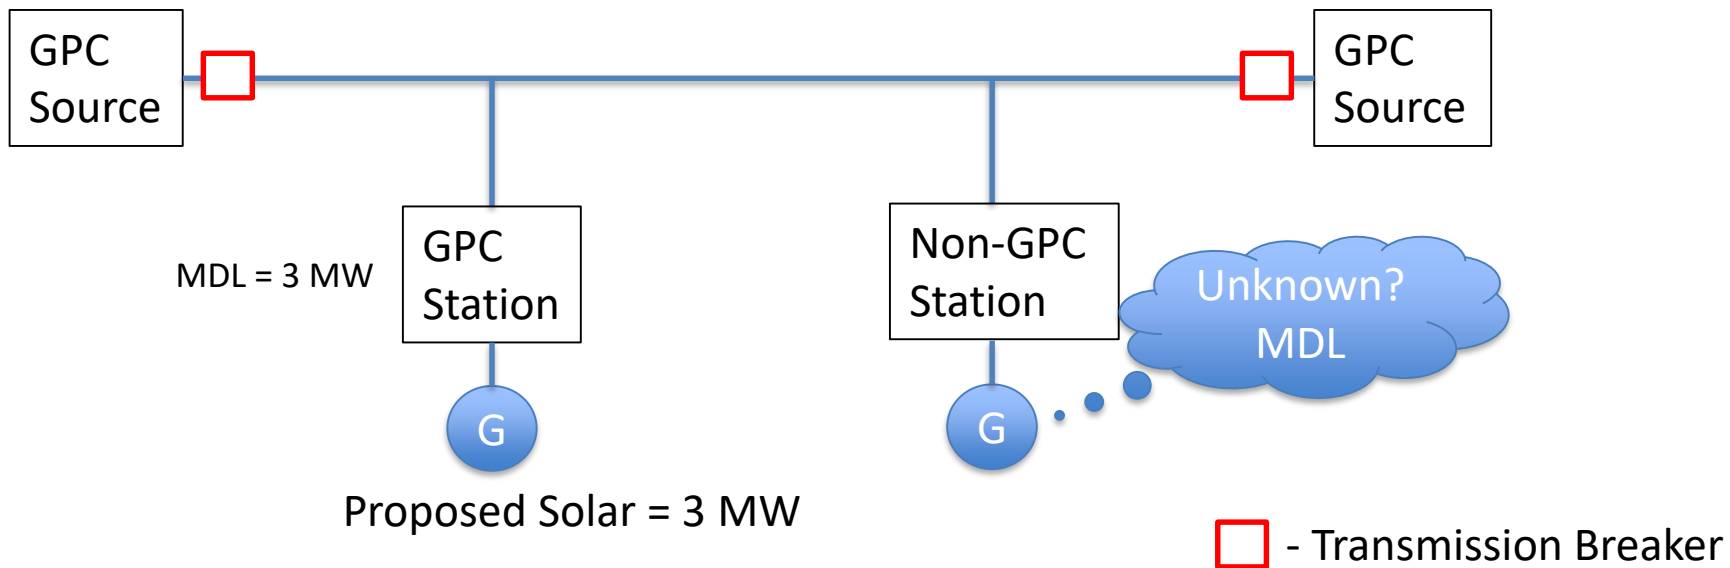 GPC
Source
GPC
Source
MDL = 3 MW
GPC
Station
Non-GPC
Station
Unknown?
MDL
G
G
Proposed Solar = 3 MW
- Transmission Breaker